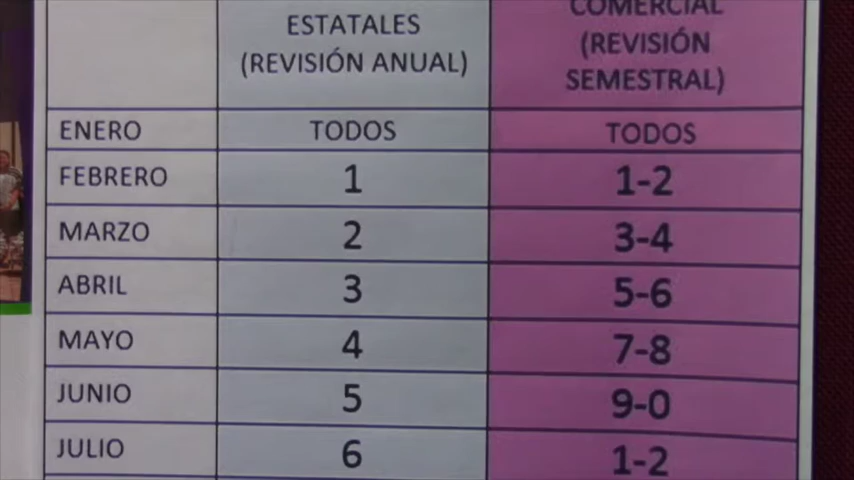 ESTATALES
(REVISIÓN ANUAL)
COMERCIAL
(REVISIÓN
SEMESTRAL)
ENERO TODOS TODOS
FEBRERO 1 1-2
MARZO 2 3-4
ABRIL 3 5-6
MAYO 4 7-8
JUNIO 5 9-0
JULIO 6 1-2